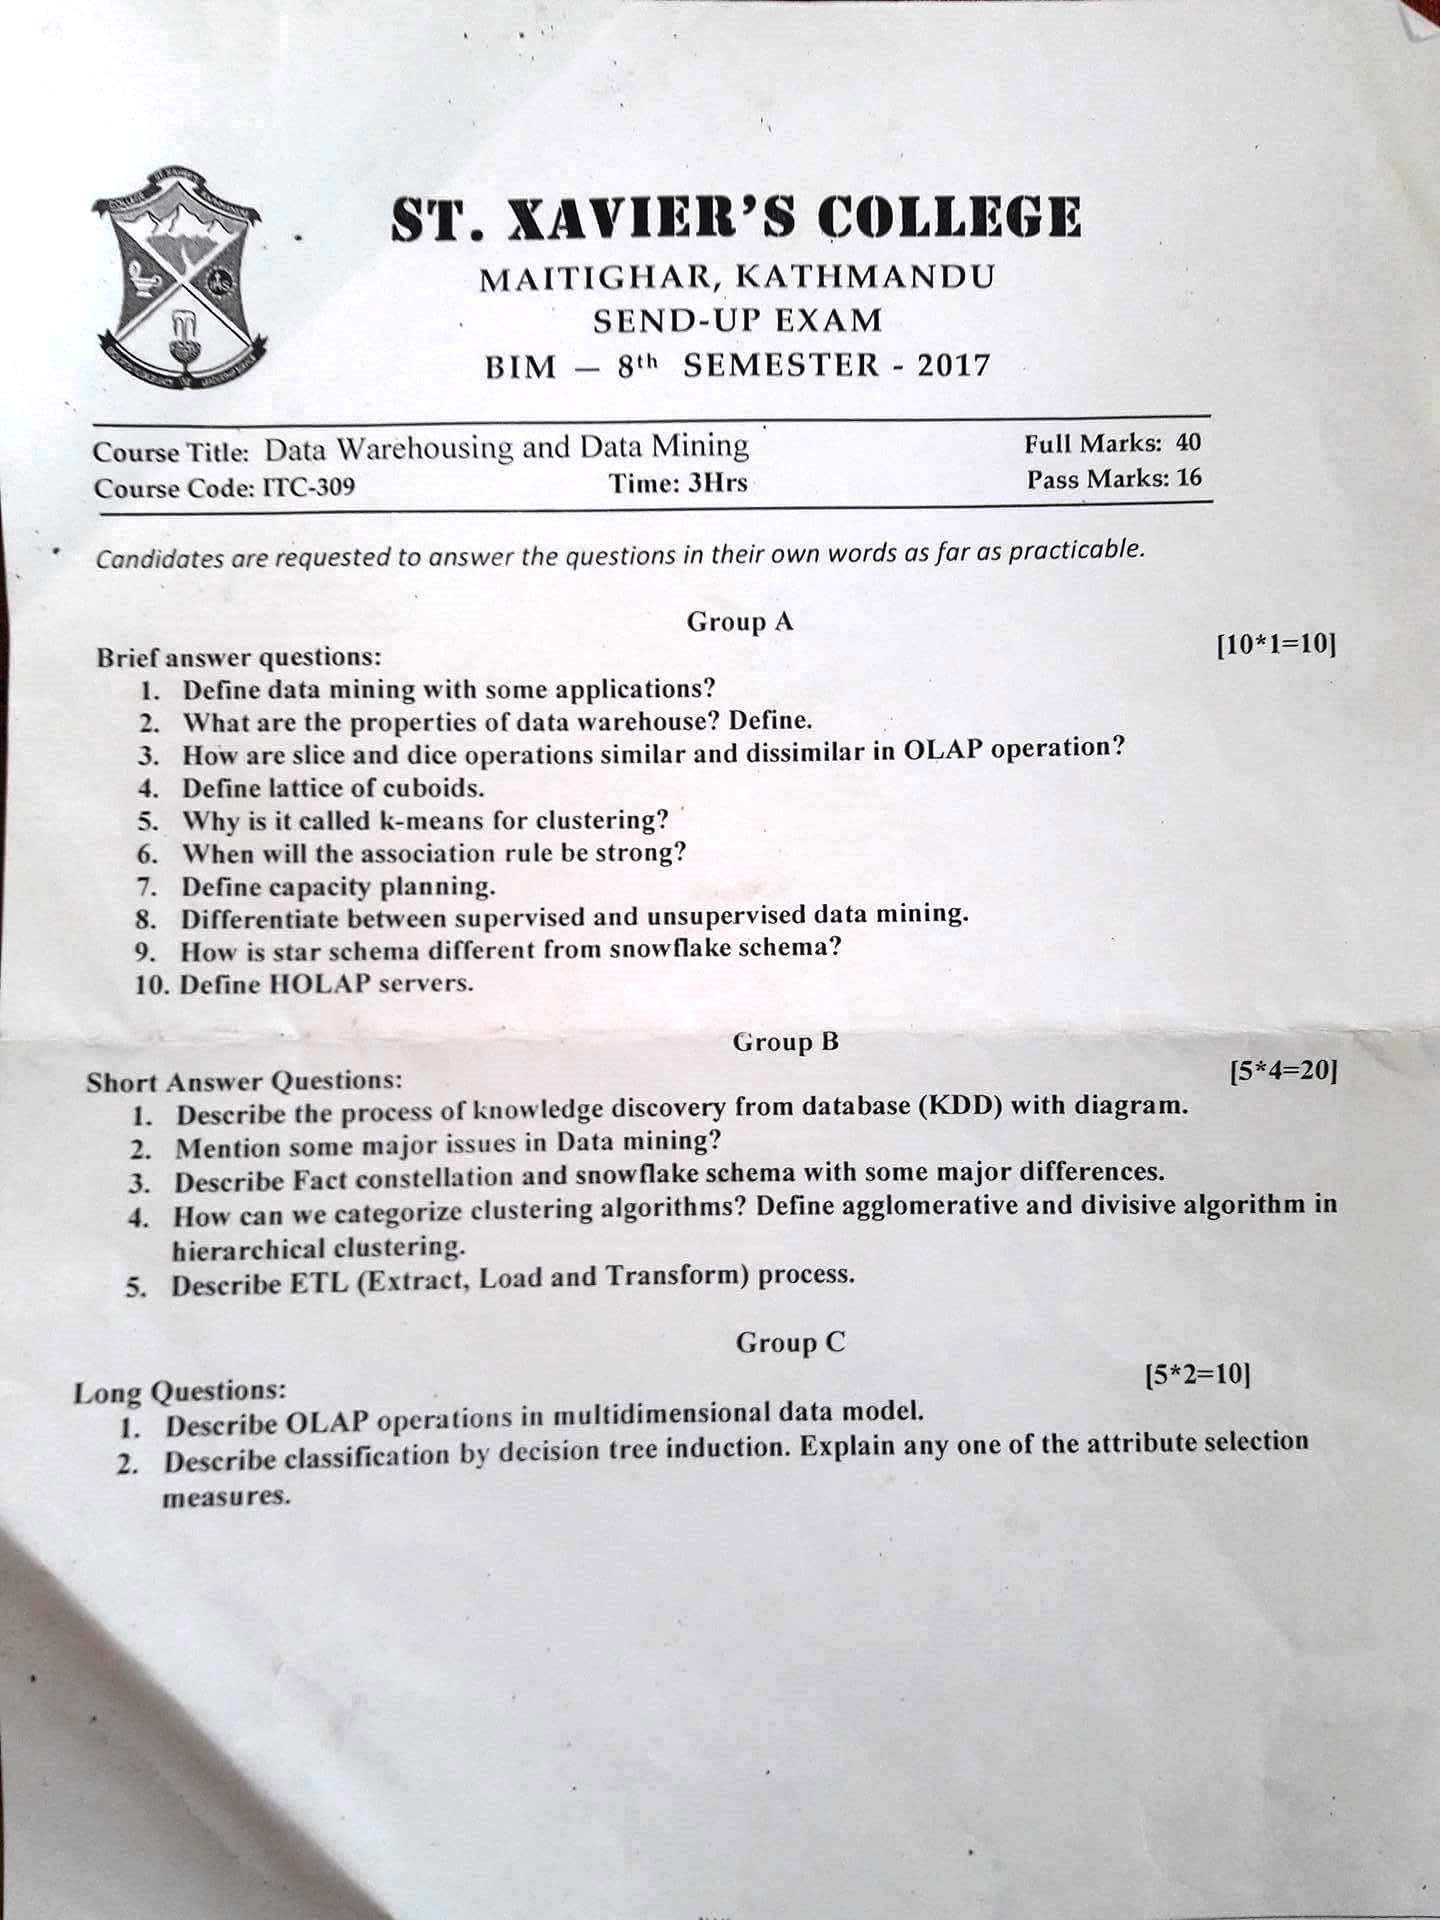 ST. XAVIER'S COLLEGE
MAITIGHAR, KATHMANDU
SEND-UP EXAM
BIM — 8th SEMESTER - 2017
Course Title: Data Warehousing and Data Mining Full Marks: 40
Course Code: ITC-309 Time: 3Hrs Pass Marks: 16
Candidates are requested to answer the questions in their own words as far as practicable.
Group A
Brief answer questions: [10*1=10]
1. Define data mining with some applications?
2. What are the properties of data warehouse? Define.
3. How are slice and dice operations similar and dissimilar in OLAP operation?
4. Define lattice of cuboids.
5. Why is it called k-means for clustering?
6. When will the association rule be strong?
7. Define capacity planning.
8. Differentiate between supervised and unsupervised data mining.
9. How is star schema different from snowflake schema?
10. Define HOLAP servers.
Group B
Short Answer Questions: [5*4=20]
1. Describe the process of knowledge discovery from database (KDD) with diagram.
2. Mention some major issues in Data mining?
3. Describe Fact constellation and snowflake schema with some major differences.
4. How can we categorize clustering algorithms? Define agglomerative and divisive algorithm in
hierarchical clustering.
5. Describe ETL (Extract, Load and Transform) process.
Group C
Long Questions: [5*2=10]
1. Describe OLAP operations in multidimensional data model.
2. Describe classification by decision tree induction. Explain any one of the attribute selection
measures.